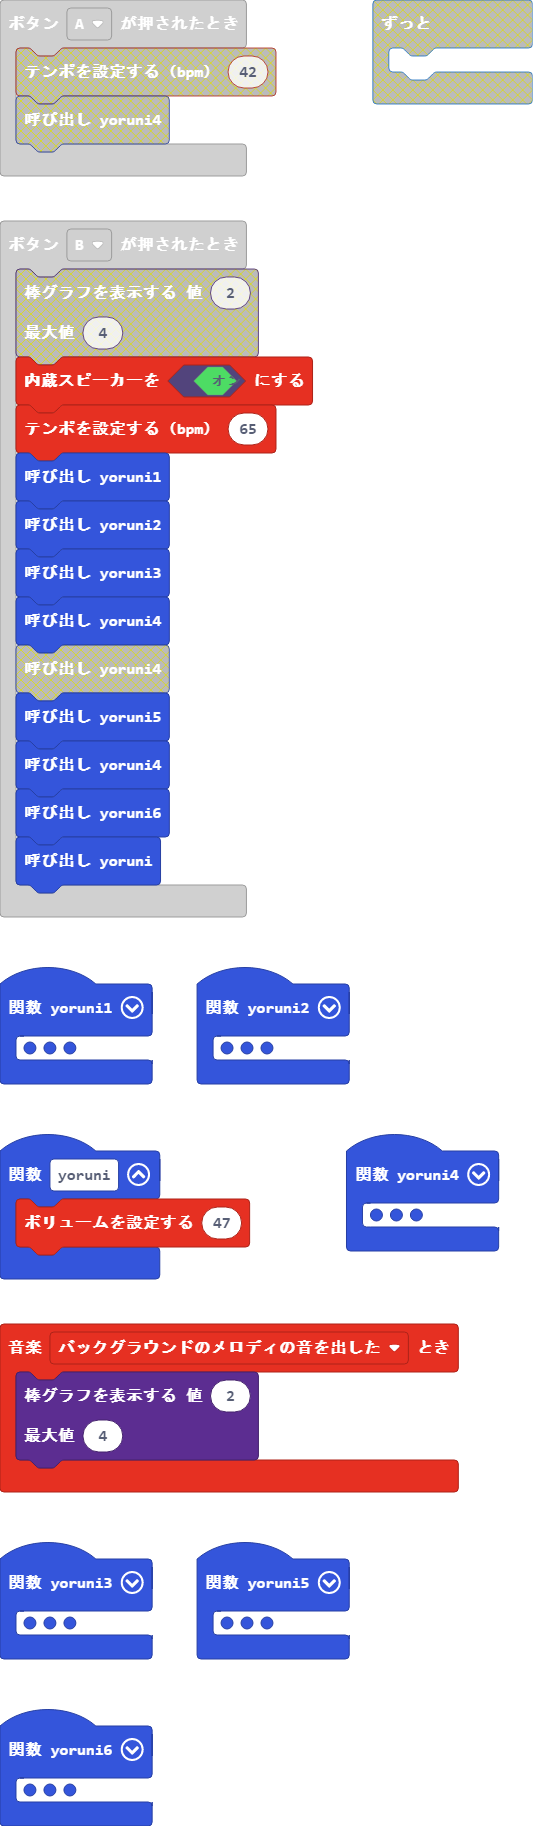 ボタン A が押されたとき
テンポを設定する (bpm) 42
呼び出し yoruni4
ずっと
ボタン B が押されたとき
棒グラフを表示する 値 2
最大値 4
内蔵スピーカーを オフ にする
テンポを設定する (bpm) 65
呼び出し yoruni1
呼び出し yoruni2
呼び出し yoruni3
呼び出し yoruni4
呼び出し yoruni4
呼び出し yoruni5
呼び出し yoruni4
呼び出し yoruni6
呼び出し yoruni
関数 yoruni1
関数 yoruni2
関数 yoruni
ボリュームを設定する 47
関数 yoruni4
音楽 バックグラウンドのメロディの音を出した とき
棒グラフを表示する 値 2
最大値 4
関数 yoruni3
関数 yoruni5
関数 yoruni6